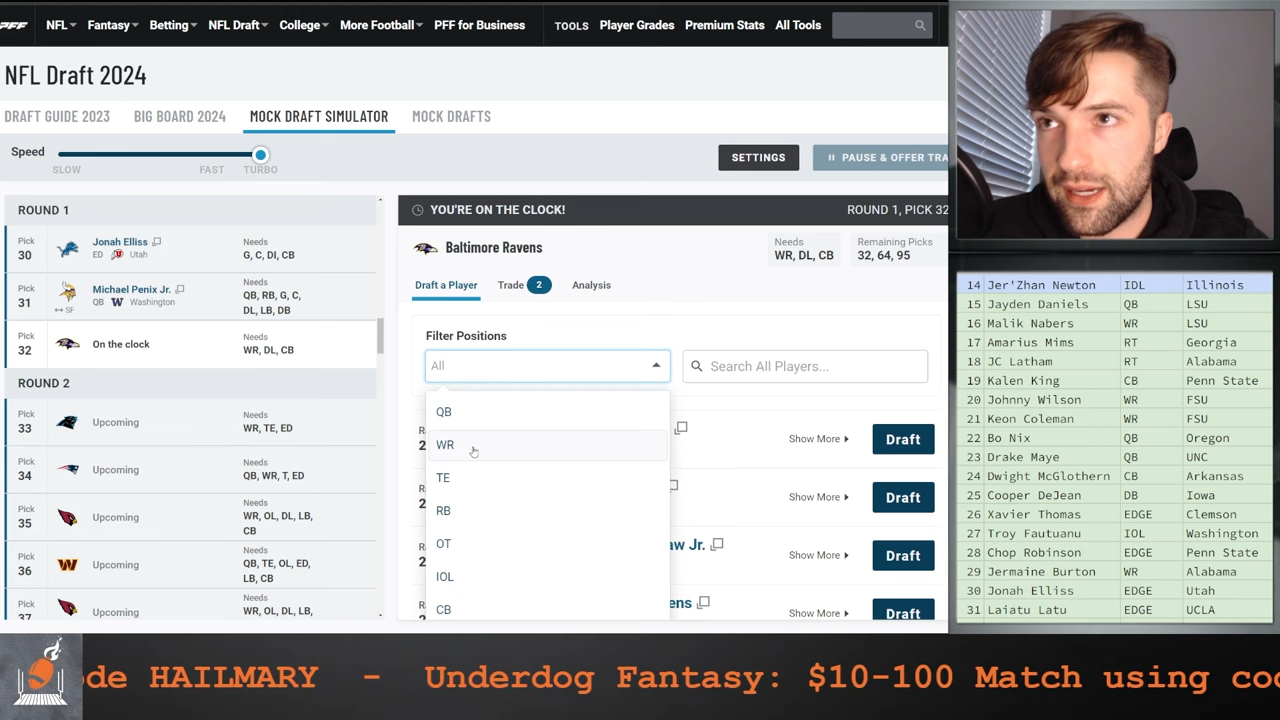 PFF NFL Fantasy Betting NFL Draft College More Football PFF for Business TOOLS Player Grades Premium Stats All Tools
NFL Draft 2024
DRAFT GUIDE 2023 BIG BOARD 2024 MOCK DRAFT SIMULATOR MOCK DRAFTS
Speed
SLOW FAST TURBO
SETTINGS
PAUSE & OFFER TRA
ROUND 1
Pick 30 Jonah Elliss Needs
ED Utah G, C, DI, CB
Pick 31 Michael Penix Jr. Needs
SF QB Washington QB, RB, G, C,
DL, LB, DB
Pick 32 On the clock Needs
WR, DL, CB
ROUND 2
Pick 33 Upcoming Needs
WR, TE, ED
Pick 34 Upcoming Needs
QB, WR, T, ED
Pick 35 Upcoming Needs
WR, OL, DL, LB,
CB
Pick 36 Upcoming Needs
QB, TE, OL, ED,
LB, CB
Pick 37 Upcoming Needs
WR, OL, DL, LB,
YOU'RE ON THE CLOCK! ROUND 1, PICK 32
Baltimore Ravens
Needs
WR, DL, CB
Remaining Picks
32, 64, 95
Draft a Player Trade 2 Analysis
Filter Positions
All
Search All Players...
QB
WR
TE
RB
OT
IOL
CB
Show More Draft
Show More Draft
aw Jr. Show More Draft
ens Show More Draft
14 Jer'Zhan Newton IDL Illinois
15 Jayden Daniels QB LSU
16 Malik Nabers WR LSU
17 Amarius Mims RT Georgia
18 JC Latham RT Alabama
19 Kalen King CB Penn State
20 Johnny Wilson WR FSU
21 Keon Coleman WR FSU
22 Bo Nix QB Oregon
23 Drake Maye QB UNC
24 Dwight McGlothern CB Arkansas
25 Cooper DeJean DB Iowa
26 Xavier Thomas EDGE Clemson
27 Troy Fautuanu IOL Washington
28 Chop Robinson EDGE Penn State
29 Jermaine Burton WR Alabama
30 Jonah Elliss EDGE Utah
31 Laiatu Latu EDGE UCLA
de HAILMARY - Underdog Fantasy: $10-100 Match using co